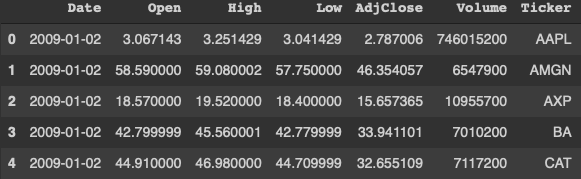 Date Open High Low AdjClose Volume Ticker
0 2009-01-02 3.067143 3.251429 3.041429 2.787006 746015200 AAPL
1 2009-01-02 58.590000 59.080002 57.750000 46.354057 6547900 AMGN
2 2009-01-02 18.570000 19.520000 18.400000 15.657365 10955700 AXP
3 2009-01-02 42.799999 45.560001 42.779999 33.941101 7010200 BA
4 2009-01-02 44.910000 46.980000 44.709999 32.655109 7117200 CAT